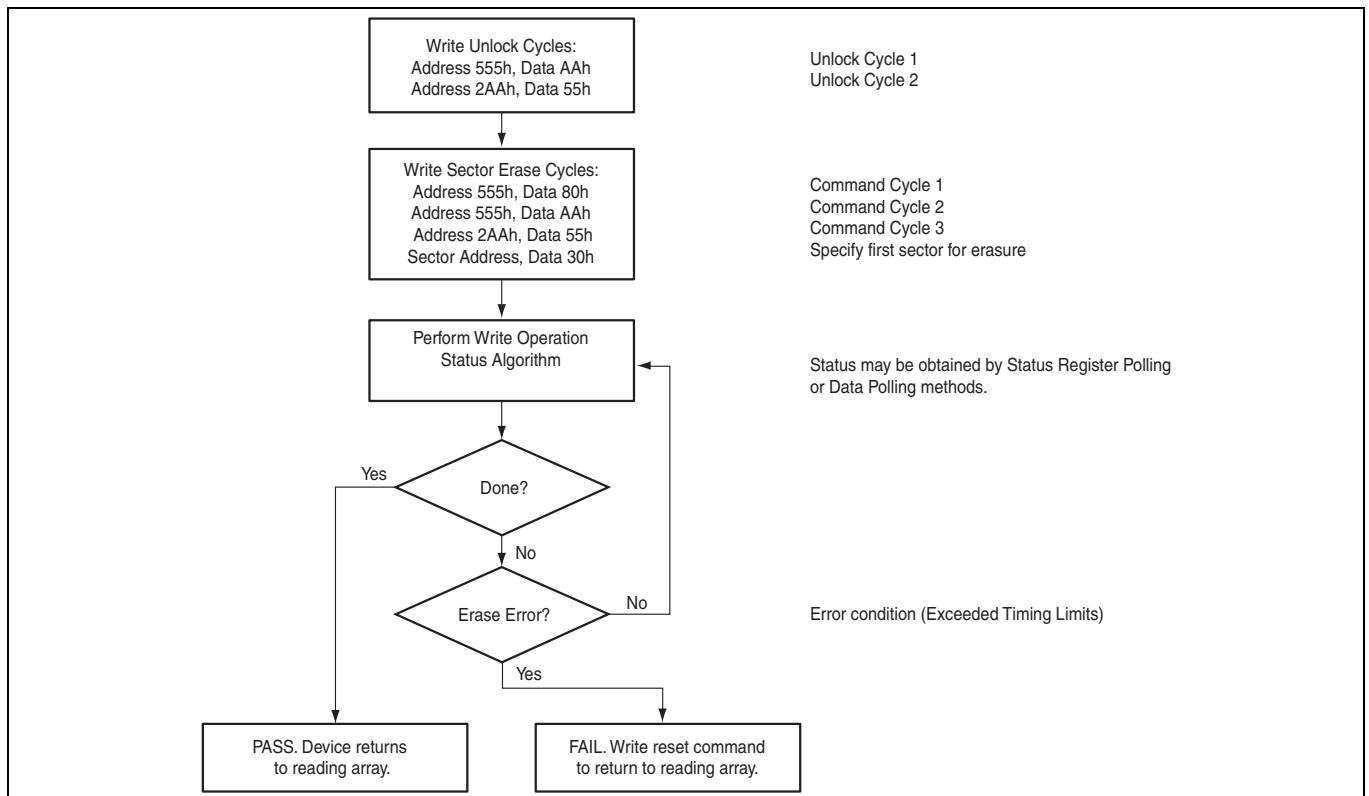 Write Unlock Cycles:
Address 555h, Data AAh
Address 2AAh, Data 55h
Unlock Cycle 1
Unlock Cycle 2
Write Sector Erase Cycles:
Address 555h, Data 80h
Address 555h, Data AAh
Address 2AAh, Data 55h
Sector Address, Data 30h
Command Cycle 1
Command Cycle 2
Command Cycle 3
Specify first sector for erasure
Perform Write Operation
Status Algorithm
Status may be obtained by Status Register Polling
or Data Polling methods.
Yes
Done?
No
Erase Error?
No
Error condition (Exceeded Timing Limits)
Yes
PASS. Device returns
to reading array.
FAIL. Write reset command
to return to reading array.